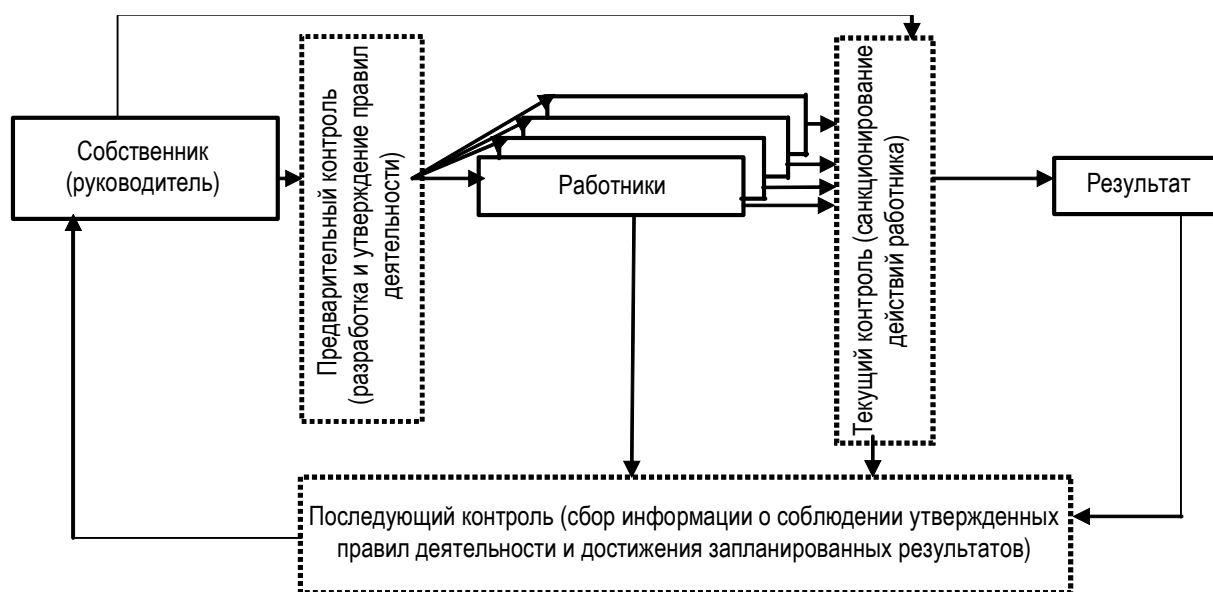 Собственник
(руководитель)
Предварительный контроль
(разработка и утверждение правил
деятельности)
Работники
Текущий контроль (санкционирование
действий работника)
Результат
Последующий контроль (сбор информации о соблюдении утвержденных
правил деятельности и достижения запланированных результатов)